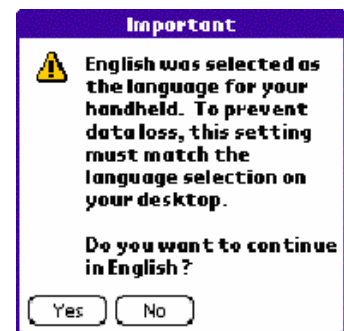 Important
English was selected as
the language for your
handheld. To prevent
data loss, this setting
must match the
language selection on
your desktop.
Do you want to continue
in English?
Yes No